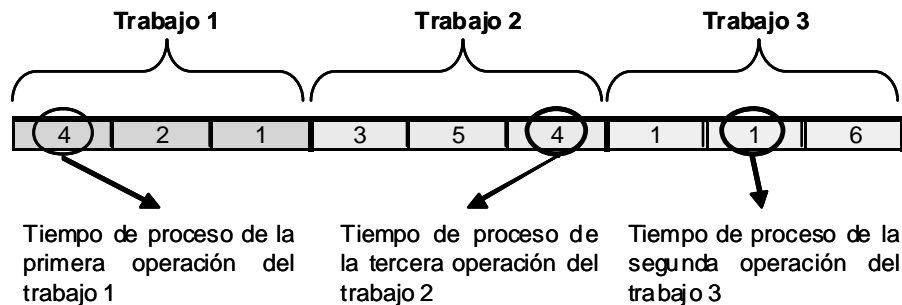 Trabajo 1 Trabajo 2 Trabajo 3
4 2 1 3 5 4 1 1 6
Tiempo de proceso de la
primera operación del
trabajo 1
Tiempo de proceso de
la tercera operación del
trabajo 2
Tiempo de proceso de la
segunda operación del
trabajo 3